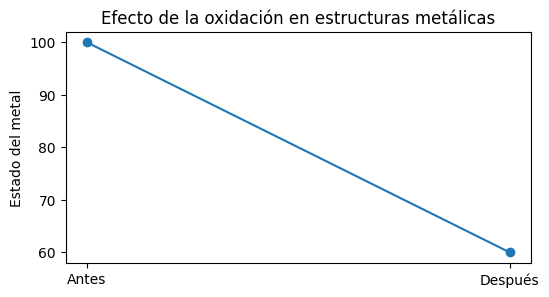 Efecto de la oxidación en estructuras metálicas
Estado del metal
100
90
80
70
60
Antes
Después